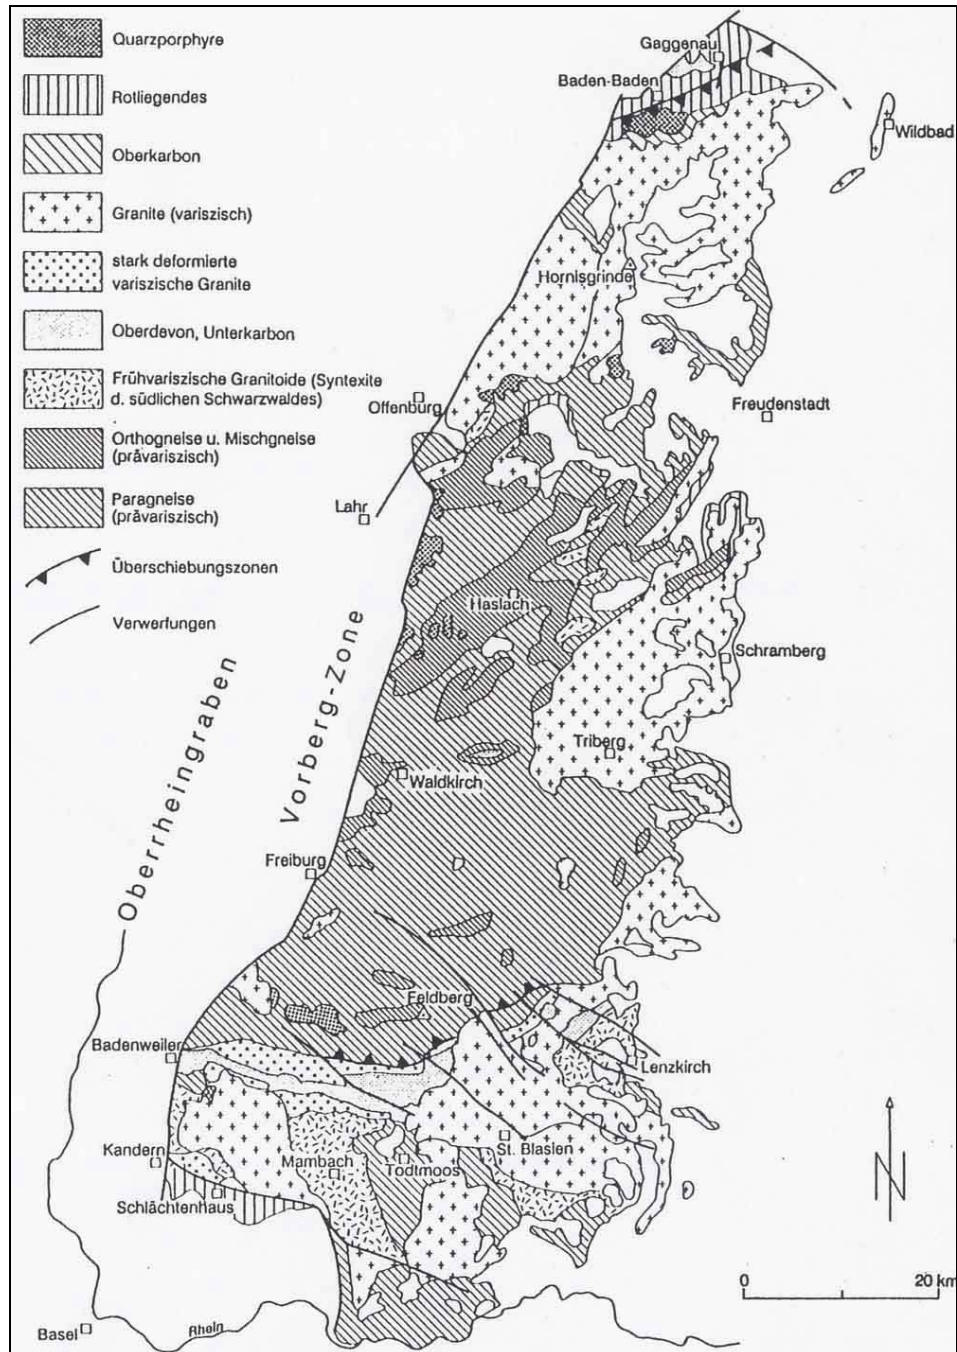 Quarzporphyre
Rotliegendes
Oberkarbon
Granite (variszisch)
stark deformierte
variszische Granite
Oberdevon, Unterkarbon
Frühvariszische Granitoide (Syntexite
d. südlichen Schwarzwaldes)
Orthogneise u. Mischgneise
(prävariszisch)
Paragneise
(prävariszisch)
Überschiebungszonen
Verwerfungen
Gaggenau
Baden-Baden
Wildbad
Hornisgrinde
Offenburg
Freudenstadt
Lahr
Haslach
Schramberg
Triberg
Waldkirch
Freiburg
Oberrheingraben
Vorberg-Zone
Feldberg
Badenweiler
Lenzkirch
Kandern
Mambach
Todtmoos
St. Blasien
Schlächtenhaus
N
0 20 km
Basel
Rhein